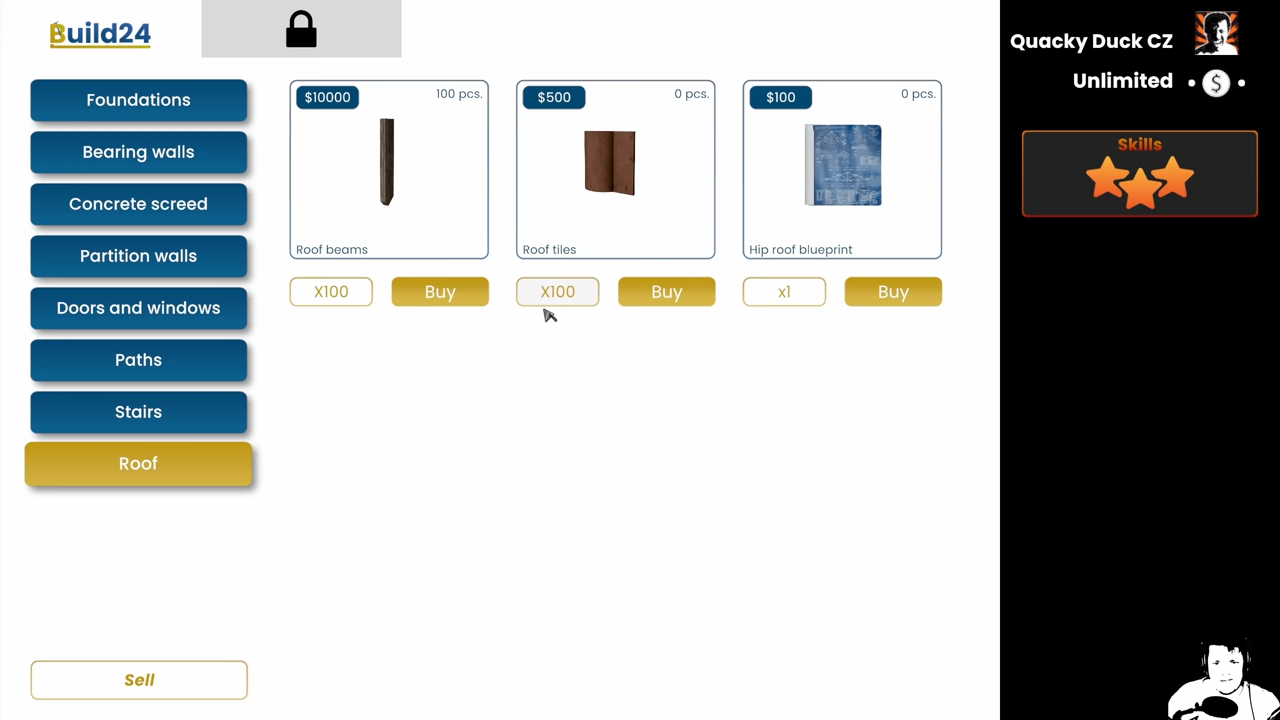 Build24
Quacky Duck CZ
Unlimited
$
Skills
Foundations
Bearing walls
Concrete screed
Partition walls
Doors and windows
Paths
Stairs
Roof
Sell
$10000
100 pcs.
Roof beams
X100
Buy
$500
0 pcs.
Roof tiles
X100
Buy
$100
0 pcs.
Hip roof blueprint
x1
Buy